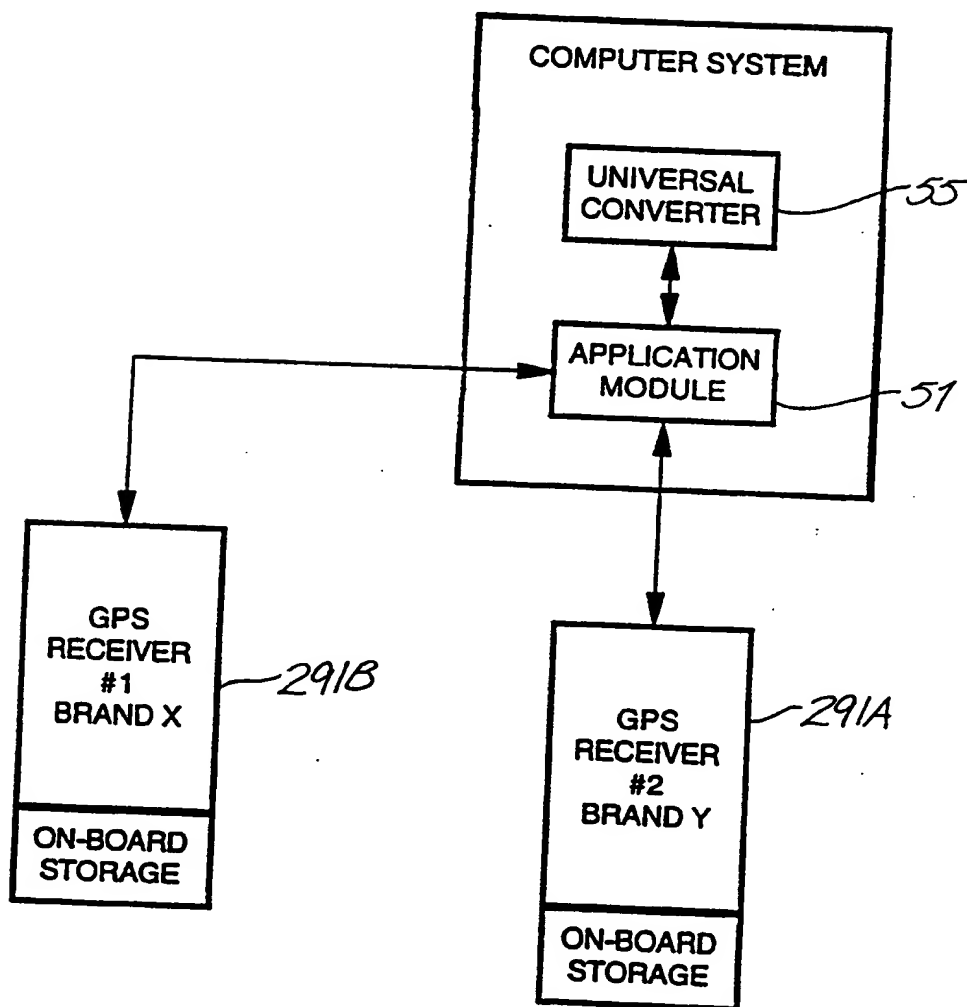 COMPUTER SYSTEM
UNIVERSAL
CONVERTER
55
APPLICATION
MODULE
51
GPS
RECEIVER
#1
BRAND X
291B
ON-BOARD
STORAGE
GPS
RECEIVER
#2
BRAND Y
291A
ON-BOARD
STORAGE